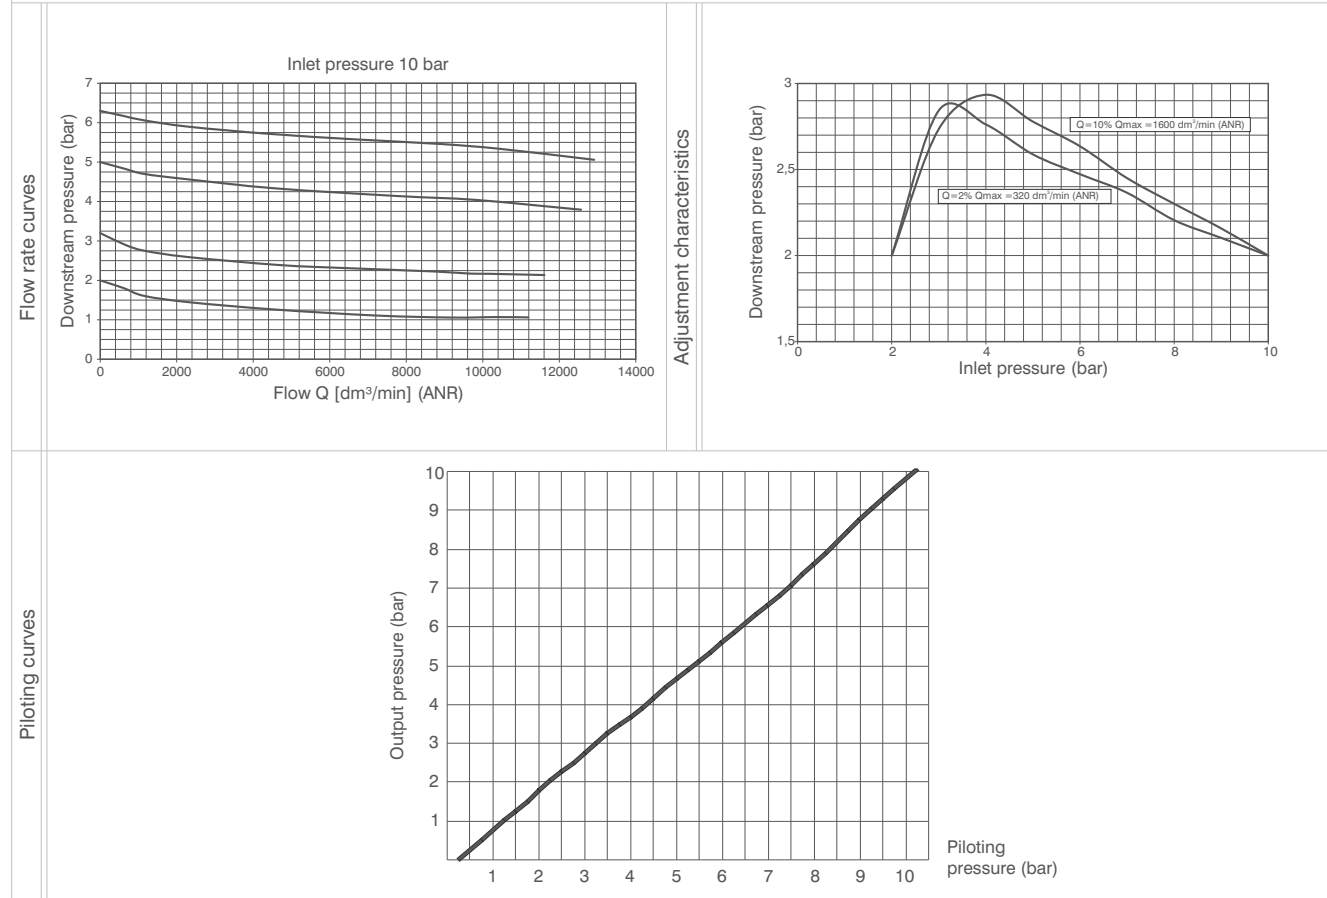 Flow rate curves
Inlet pressure 10 bar
Downstream pressure (bar)
7
6
5
4
3
2
1
0
0 2000 4000 6000 8000 10000 12000 14000
Flow Q [dm³/min] (ANR)
Adjustment characteristics
Downstream pressure (bar)
3
2,5
2
1,5
Q=10% Qmax =1600 dm³/min (ANR)
Q=2% Qmax =320 dm³/min (ANR)
0 2 4 6 8 10
Inlet pressure (bar)
Piloting curves
Output pressure (bar)
10
9
8
7
6
5
4
3
2
1
1 2 3 4 5 6 7 8 9 10
Piloting
pressure (bar)